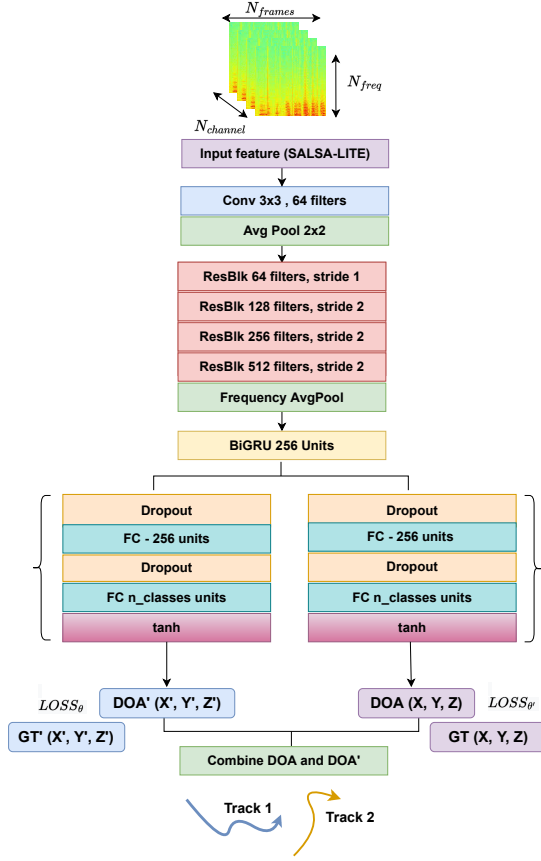 N_frames
N_freq
N_channel
Input feature (SALSA-LITE)
Conv 3x3 , 64 filters
Avg Pool 2x2
ResBlk 64 filters, stride 1
ResBlk 128 filters, stride 2
ResBlk 256 filters, stride 2
ResBlk 512 filters, stride 2
Frequency AvgPool
BiGRU 256 Units
Dropout
FC - 256 units
Dropout
FC n_classes units
tanh
Dropout
FC - 256 units
Dropout
FC n_classes units
tanh
LOSS_θ
DOA' (X', Y', Z')
GT' (X', Y', Z')
DOA (X, Y, Z)
LOSS_θ'
GT (X, Y, Z)
Combine DOA and DOA'
Track 1
Track 2